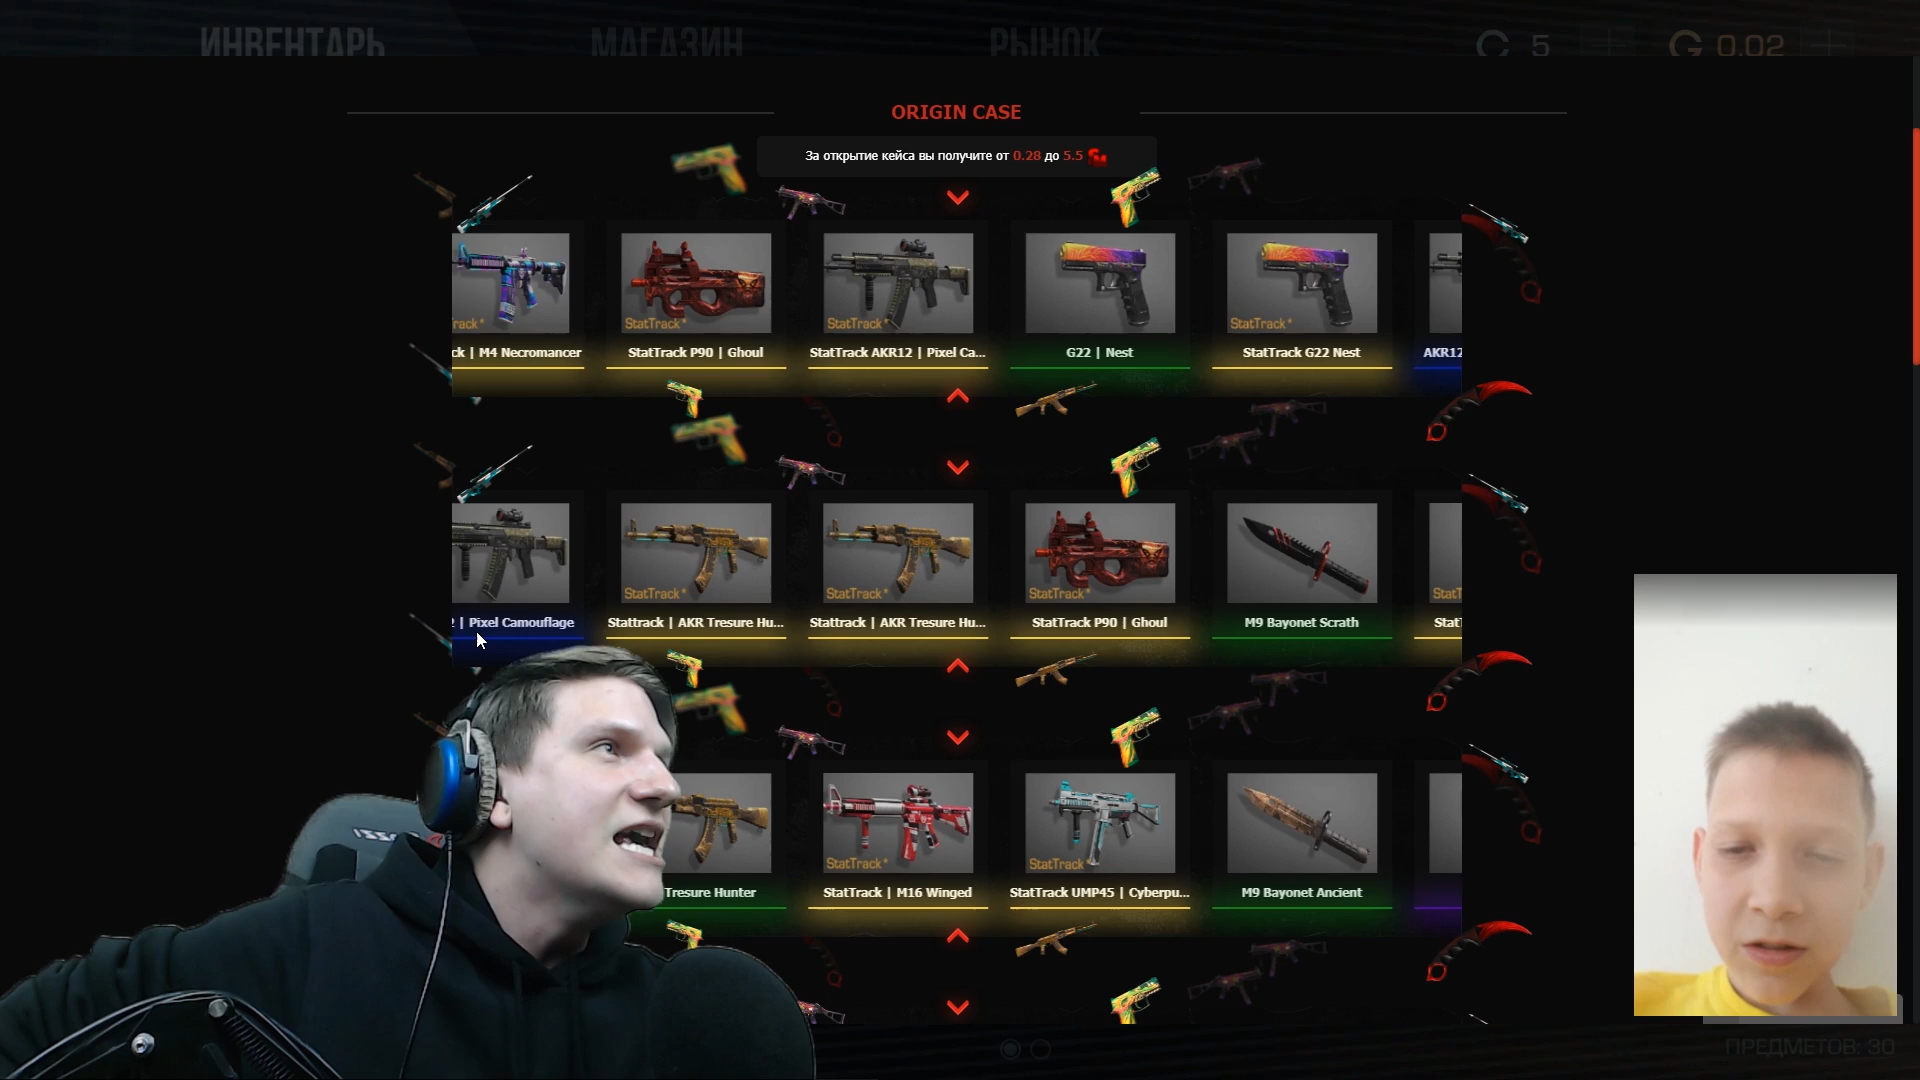 ИНВЕНТАРЬ МАГАЗИН РЫНОК 5 G 0.02
ORIGIN CASE
За открытие кейса вы получите от 0.28 до 5.5
rack* StatTrack* StatTrack* StatTrack*
ck | M4 Necromancer StatTrack P90 | Ghoul StatTrack AKR12 | Pixel Ca... G22 | Nest StatTrack G22 Nest AKR12
StatTrack* StatTrack* StatTrack* StatT
2 | Pixel Camouflage Stattrack | AKR Tresure Hu... Stattrack | AKR Tresure Hu... StatTrack P90 | Ghoul M9 Bayonet Scrath StatT
StatTrack* StatTrack*
Tresure Hunter StatTrack | M16 Winged StatTrack UMP45 | Cyberpu... M9 Bayonet Ancient
ПРЕДМЕТОВ: 30